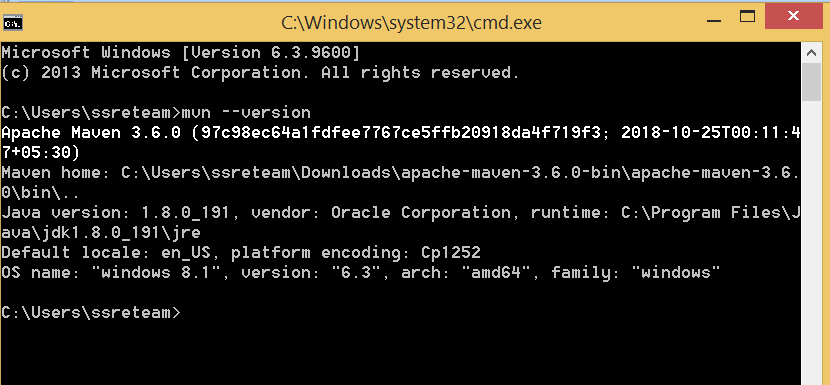 C:\Windows\system32\cmd.exe
Microsoft Windows [Version 6.3.9600]
(c) 2013 Microsoft Corporation. All rights reserved.
C:\Users\ssreteam>mvn --version
Apache Maven 3.6.0 (97c98ec64a1fdfee7767ce5ffb20918da4f719f3; 2018-10-25T00:11:4
7+05:30)
Maven home: C:\Users\ssreteam\Downloads\apache-maven-3.6.0-bin\apache-maven-3.6.
0\bin\..
Java version: 1.8.0_191, vendor: Oracle Corporation, runtime: C:\Program Files\J
ava\jdk1.8.0_191\jre
Default locale: en_US, platform encoding: Cp1252
OS name: "windows 8.1", version: "6.3", arch: "amd64", family: "windows"
C:\Users\ssreteam>